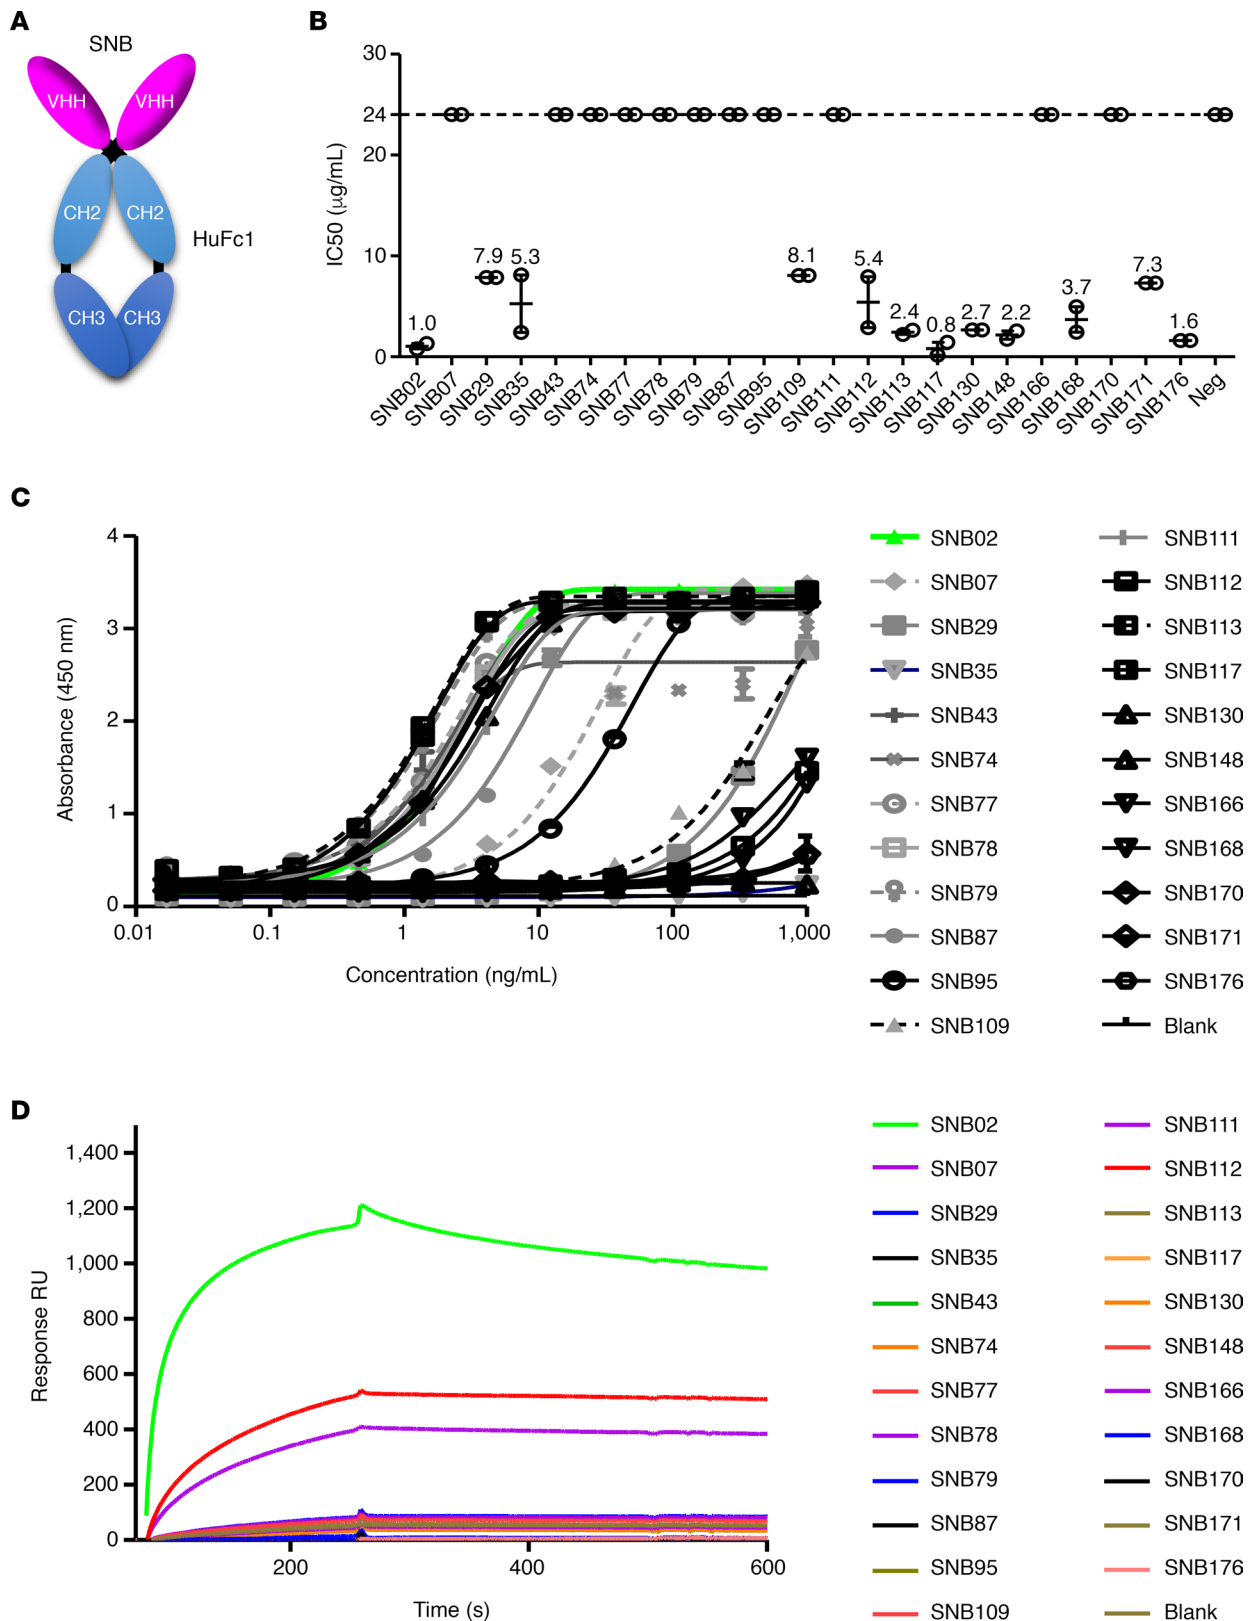 A
SNB
VHH VHH
CH2 CH2
HuFc1
CH3 CH3
B
IC50 (μg/mL)
30
24
20
10
0
1.0 7.9 5.3 8.1 5.4 2.4 0.8 2.7 2.2 3.7 7.3 1.6
SNB02 SNB07 SNB29 SNB35 SNB43 SNB74 SNB77 SNB78 SNB79 SNB87 SNB95 SNB109 SNB111 SNB112 SNB113 SNB117 SNB130 SNB148 SNB166 SNB168 SNB170 SNB171 SNB176 Neg
C
Absorbance (450 nm)
4
3
2
1
0
0.01 0.1 1 10 100 1,000
Concentration (ng/mL)
SNB02 SNB111
SNB07 SNB112
SNB29 SNB113
SNB35 SNB117
SNB43 SNB130
SNB74 SNB148
SNB77 SNB166
SNB78 SNB168
SNB79 SNB170
SNB87 SNB171
SNB95 SNB176
SNB109 Blank
D
Response RU
1,400
1,200
1,000
800
600
400
200
0
200 400 600
Time (s)
SNB02 SNB111
SNB07 SNB112
SNB29 SNB113
SNB35 SNB117
SNB43 SNB130
SNB74 SNB148
SNB77 SNB166
SNB78 SNB168
SNB79 SNB170
SNB87 SNB171
SNB95 SNB176
SNB109 Blank